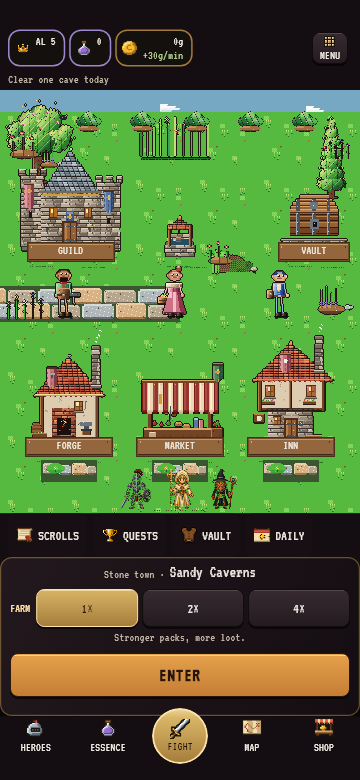 AL 5
0
0g
+30g/min
MENU
Clear one cave today
GUILD
VAULT
FORGE
MARKET
INN
SCROLLS
QUESTS
VAULT
DAILY
Stone town · Sandy Caverns
FARM
1X
2X
4X
Stronger packs, more loot.
ENTER
HEROES
ESSENCE
FIGHT
MAP
SHOP